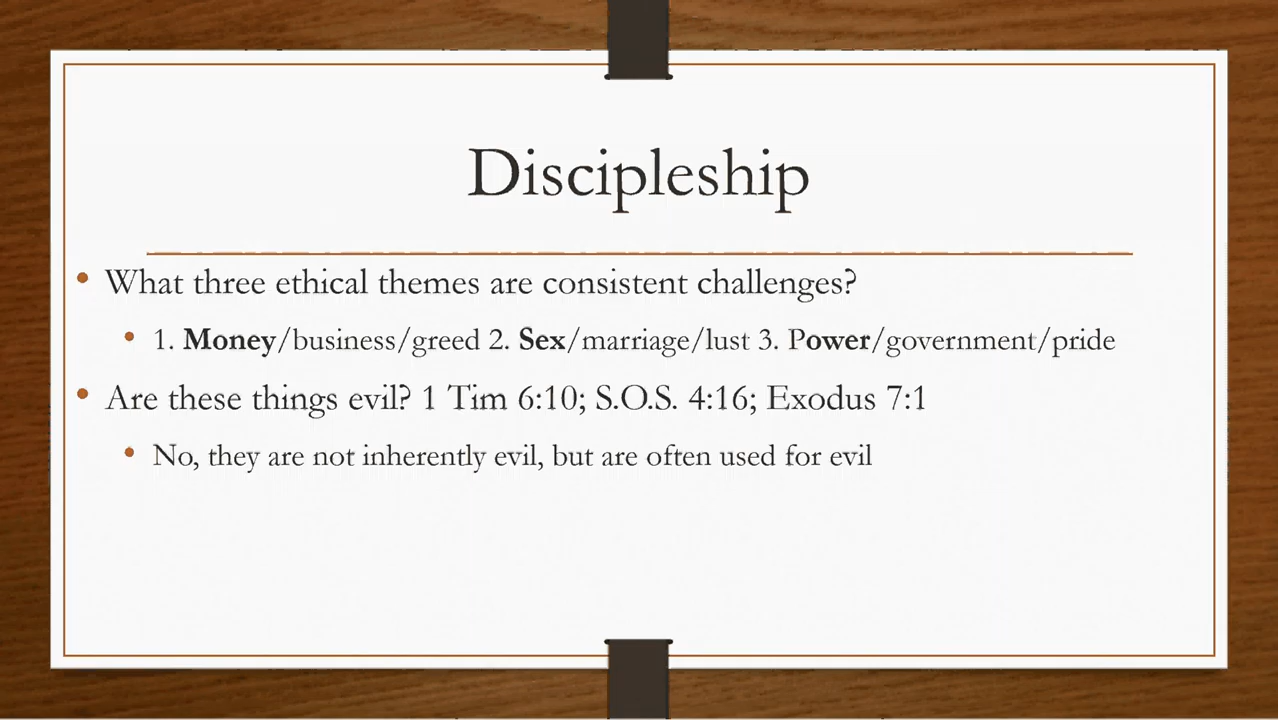 Discipleship
• What three ethical themes are consistent challenges?
• 1. Money/business/greed 2. Sex/marriage/lust 3. Power/government/pride
• Are these things evil? 1 Tim 6:10; S.O.S. 4:16; Exodus 7:1
• No, they are not inherently evil, but are often used for evil